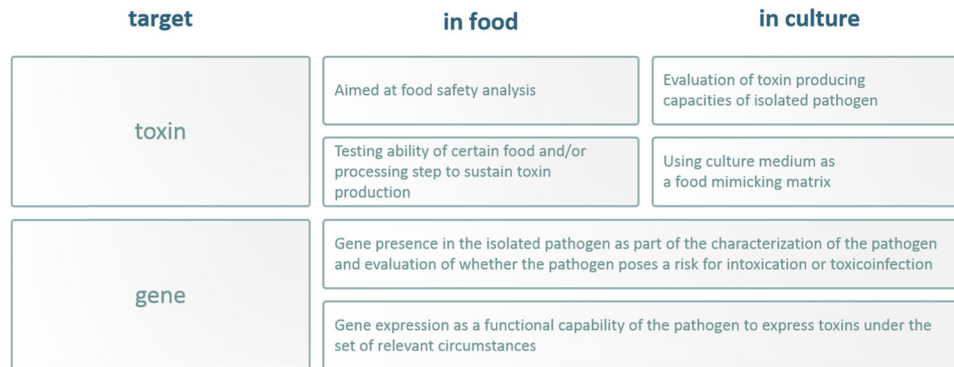 target
in food
in culture
toxin
Aimed at food safety analysis
Evaluation of toxin producing
capacities of isolated pathogen
Testing ability of certain food and/or
processing step to sustain toxin
production
Using culture medium as
a food mimicking matrix
gene
Gene presence in the isolated pathogen as part of the characterization of the pathogen
and evaluation of whether the pathogen poses a risk for intoxication or toxicoinfection
Gene expression as a functional capability of the pathogen to express toxins under the
set of relevant circumstances